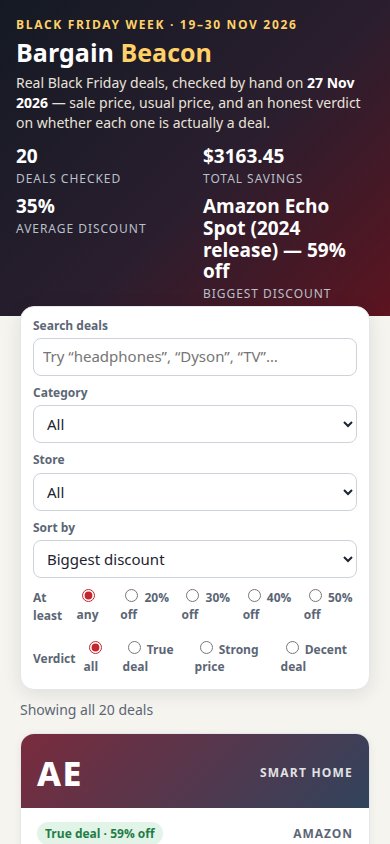 BLACK FRIDAY WEEK · 19–30 NOV 2026
Bargain Beacon
Real Black Friday deals, checked by hand on 27 Nov
2026 — sale price, usual price, and an honest verdict
on whether each one is actually a deal.
20
DEALS CHECKED
$3163.45
TOTAL SAVINGS
35%
AVERAGE DISCOUNT
Amazon Echo
Spot (2024
release) — 59%
off
BIGGEST DISCOUNT
Search deals
Try “headphones”, “Dyson”, “TV”…
Category
All
Store
All
Sort by
Biggest discount
At least
any
20% off
30% off
40% off
50% off
Verdict
all
True deal
Strong price
Decent deal
Showing all 20 deals
AE
SMART HOME
True deal · 59% off
AMAZON